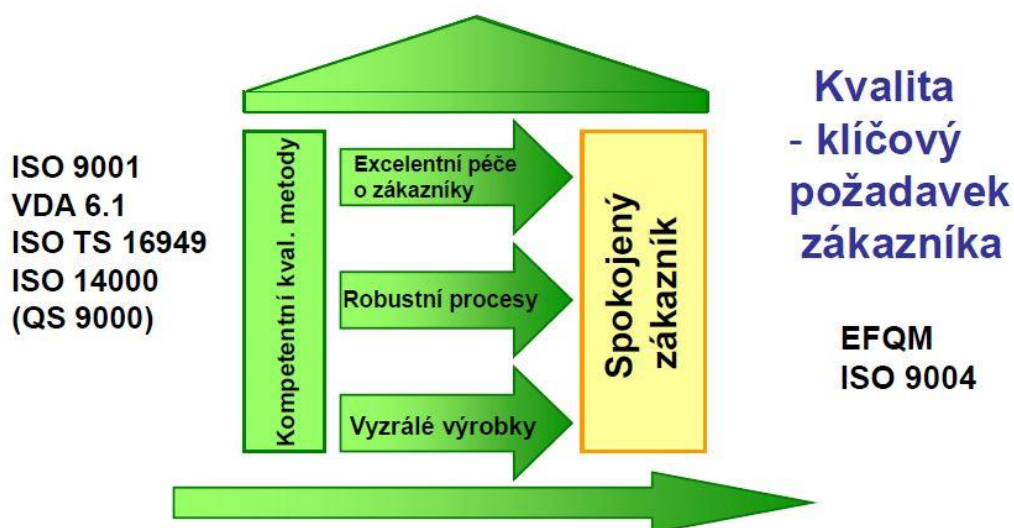 ISO 9001
VDA 6.1
ISO TS 16949
ISO 14000
(QS 9000)
Kompetentní kval. metody
Excelentní péče
o zákazníky
Robustní procesy
Vyzrálé výrobky
Spokojený
zákazník
Kvalita
- klíčový
požadavek
zákazníka
EFQM
ISO 9004